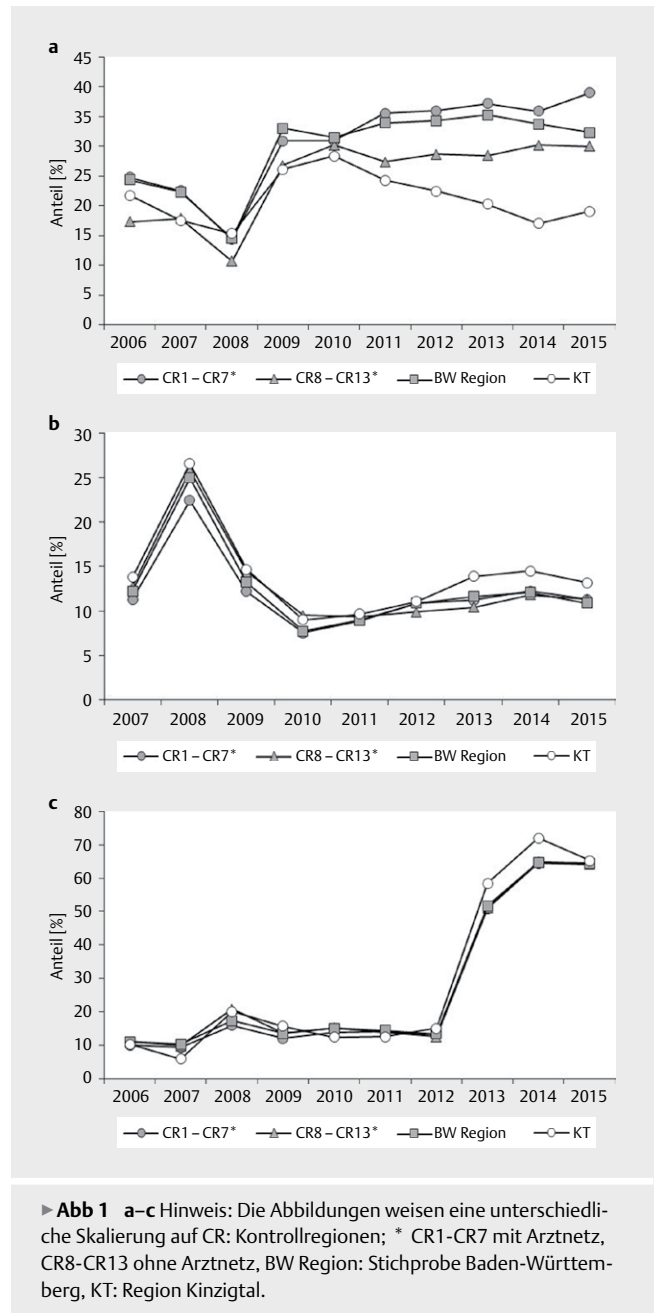 a
45
40
35
30
25
20
15
10
5
0
Anteil [%]
2006 2007 2008 2009 2010 2011 2012 2013 2014 2015
CR1 – CR7* CR8 – CR13* BW Region KT
b
30
25
20
15
10
5
0
Anteil [%]
2007 2008 2009 2010 2011 2012 2013 2014 2015
CR1 – CR7* CR8 – CR13* BW Region KT
c
80
70
60
50
40
30
20
10
0
Anteil [%]
2006 2007 2008 2009 2010 2011 2012 2013 2014 2015
CR1 – CR7* CR8 – CR13* BW Region KT
▶ Abb 1 a–c Hinweis: Die Abbildungen weisen eine unterschiedli-
che Skalierung auf CR: Kontrollregionen; * CR1-CR7 mit Arztnetz,
CR8-CR13 ohne Arztnetz, BW Region: Stichprobe Baden-Württem-
berg, KT: Region Kinzigtal.